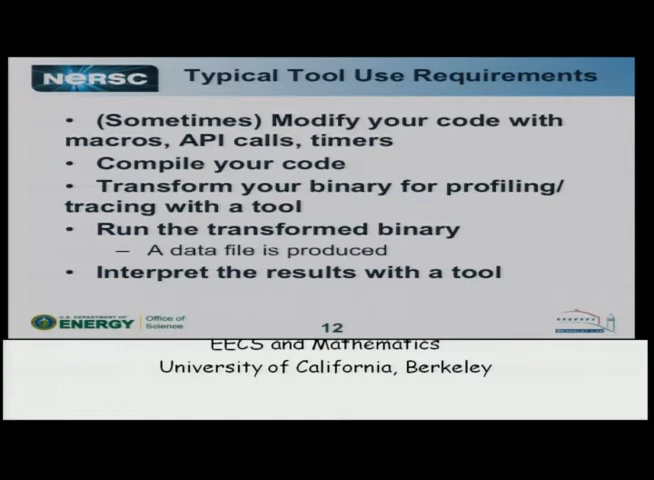 NERSC
Typical Tool Use Requirements
• (Sometimes) Modify your code with
macros, API calls, timers
• Compile your code
• Transform your binary for profiling/
tracing with a tool
• Run the transformed binary
– A data file is produced
• Interpret the results with a tool
U.S. DEPARTMENT OF
ENERGY
Office of
Science
12
BERKELEY LAB
EECS and Mathematics
University of California, Berkeley